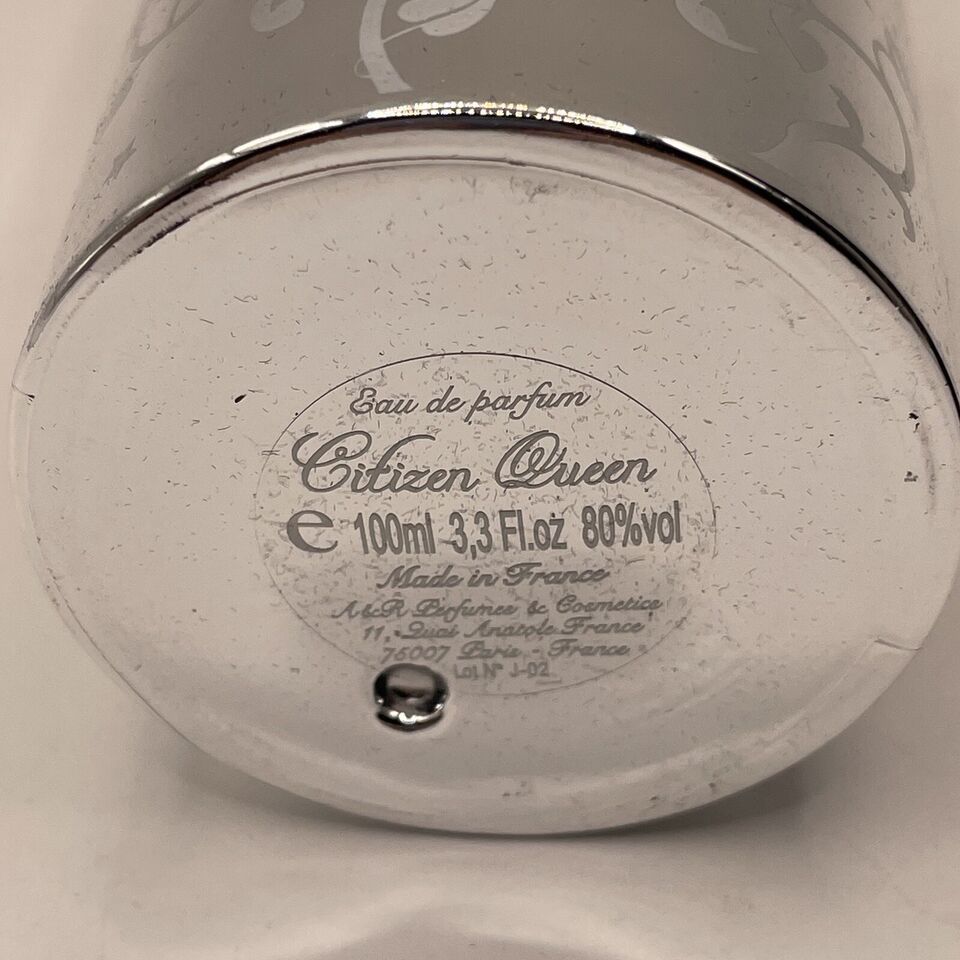 Eau de parfum
Citizen Queen
e 100ml 3,3 Fl.oz 80%vol
Made in France
A&R Perfumes & Cosmetics
11, Quai Anatole France
75007 Paris - France
Lot N° J-02